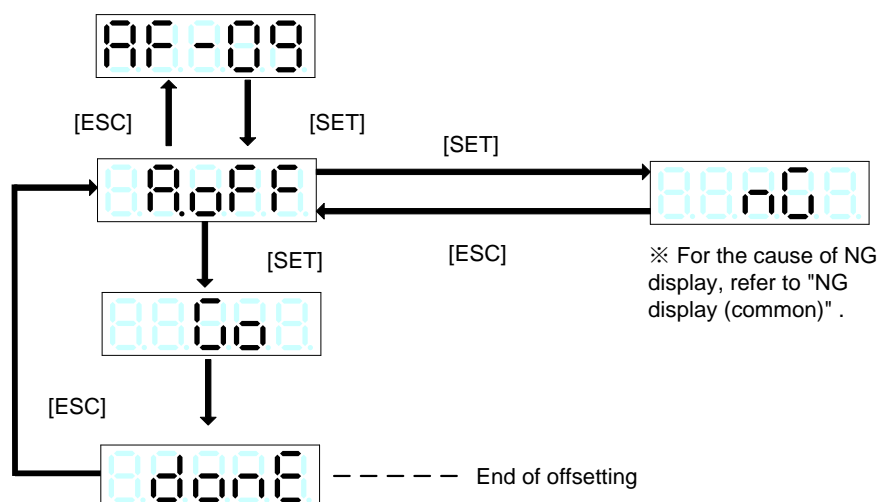 AF-09
[ESC]
[SET]
[SET]
A.oFF
nG
[ESC]
[SET]
※ For the cause of NG
display, refer to "NG
display (common)" .
Go
[ESC]
donE
End of offsetting